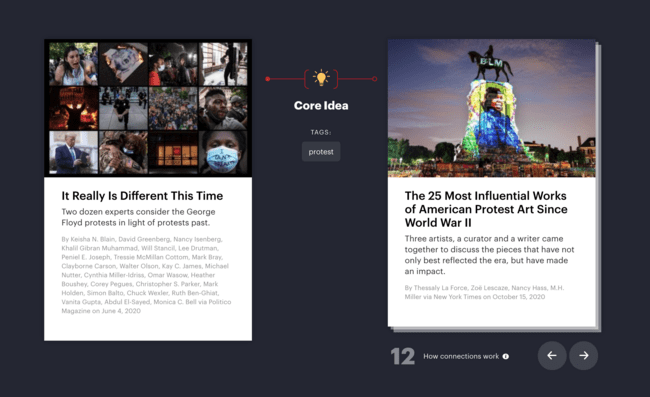 It Really Is Different This Time
Two dozen experts consider the George
Floyd protests in light of protests past.
By Keisha N. Blain, David Greenberg, Nancy Isenberg,
Khalil Gibran Muhammad, Will Stancil, Lee Drutman,
Peniel E. Joseph, Tressie McMillan Cottom, Mark Bray,
Clayborne Carson, Walter Olson, Kay C. James, Michael
Nutter, Cynthia Miller-Idriss, Omar Wasow, Heather
Boushey, Corey Pegues, Christopher S. Parker, Mark
Holden, Simon Balto, Chuck Wexler, Ruth Ben-Ghiat,
Vanita Gupta, Abdul El-Sayed, Monica C. Bell via Politico
Magazine on June 4, 2020
Core Idea
TAGS:
protest
BLM
The 25 Most Influential Works
of American Protest Art Since
World War II
Three artists, a curator and a writer came
together to discuss the pieces that have not
only best reflected the era, but have made
an impact.
By Thessaly La Force, Zoë Lescaze, Nancy Hass, M.H.
Miller via New York Times on October 15, 2020
12
How connections work